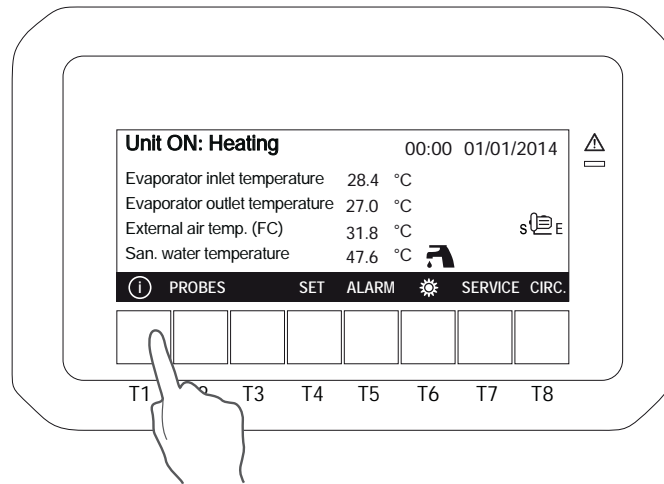 Unit ON: Heating 00:00 01/01/2014
Evaporator inlet temperature 28.4 °C
Evaporator outlet temperature 27.0 °C
External air temp. (FC) 31.8 °C
S E
San. water temperature 47.6 °C
i PROBES SET ALARM SERVICE CIRC.
T1 T3 T4 T5 T6 T7 T8